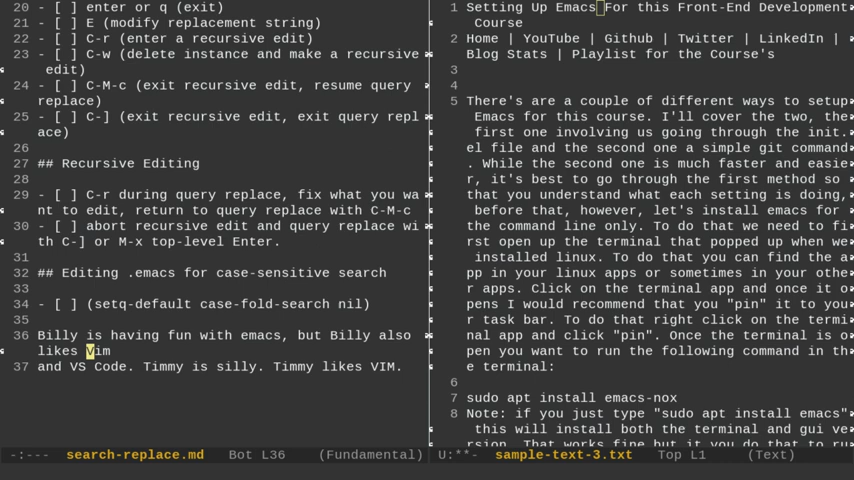 20 - [ ] enter or q (exit)
21 - [ ] E (modify replacement string)
22 - [ ] C-r (enter a recursive edit)
23 - [ ] C-w (delete instance and make a recursive
edit)
24 - [ ] C-M-c (exit recursive edit, resume query
replace)
25 - [ ] C-] (exit recursive edit, exit query repl
ace)
26
27 ## Recursive Editing
28
29 - [ ] C-r during query replace, fix what you wa
nt to edit, return to query replace with C-M-c
30 - [ ] abort recursive edit and query replace wi
th C-] or M-x top-level Enter.
31
32 ## Editing .emacs for case-sensitive search
33
34 - [ ] (setq-default case-fold-search nil)
35
36 Billy is having fun with emacs, but Billy also
likes Vim
37 and VS Code. Timmy is silly. Timmy likes VIM.
-:--- search-replace.md Bot L36 (Fundamental)
1 Setting Up Emacs For this Front-End Development
Course
2 Home | YouTube | Github | Twitter | LinkedIn |
Blog Stats | Playlist for the Course's
3
4
5 There's are a couple of different ways to setup
Emacs for this course. I'll cover the two, the
first one involving us going through the init.
el file and the second one a simple git command
. While the second one is much faster and easie
r, it's best to go through the first method so
that you understand what each setting is doing,
before that, however, let's install emacs for
the command line only. To do that we need to fi
rst open up the terminal that popped up when we
installed linux. To do that you can find the a
pp in your linux apps or sometimes in your othe
r apps. Click on the terminal app and once it o
pens I would recommend that you "pin" it to you
r task bar. To do that right click on the termi
nal app and click "pin". Once the terminal is o
pen you want to run the following command in th
e terminal:
6
7 sudo apt install emacs-nox
8 Note: if you just type "sudo apt install emacs"
this will install both the terminal and gui ve
rsion. That works fine but it you do that to ru
U:**- sample-text-3.txt Top L1 (Text)